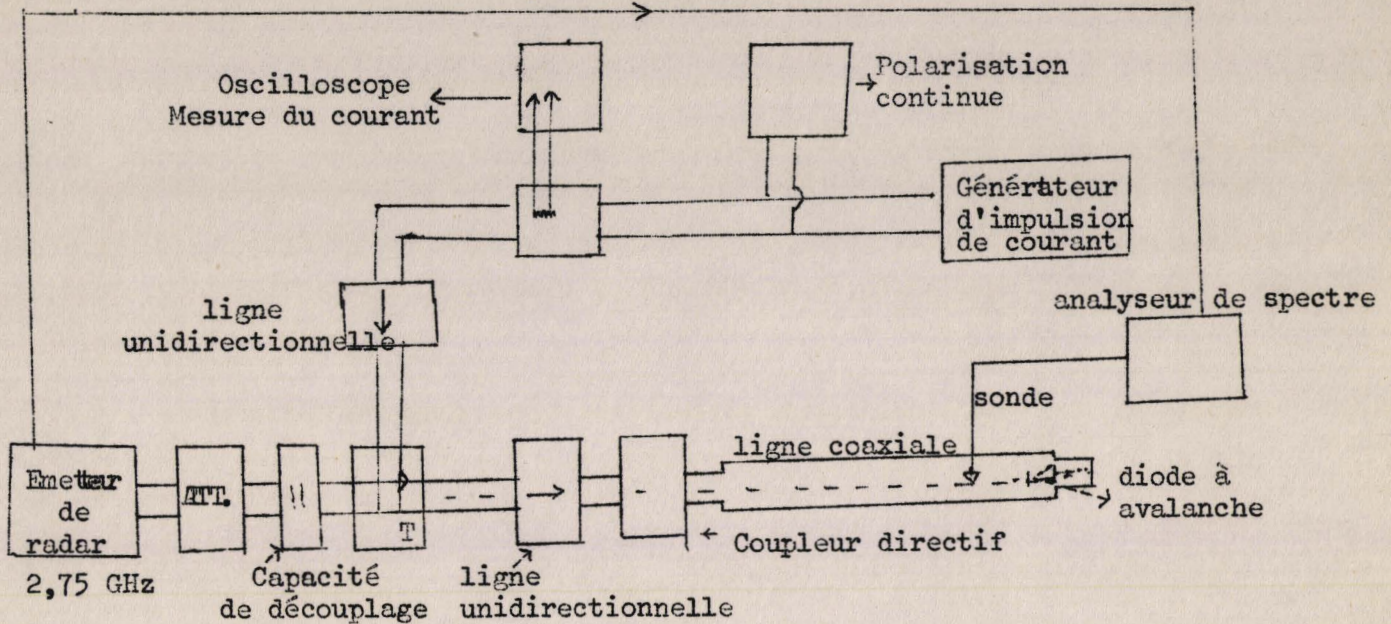 Oscilloscope
Mesure du courant
Polarisation
continue
Générateur
d'impulsion
de courant
ligne
unidirectionnelle
analyseur de spectre
sonde
ligne coaxiale
Emetteur
de
radar
ATT.
T
diode à
avalanche
Coupleur directif
2,75 GHz
Capacité
de découplage
ligne
unidirectionnelle